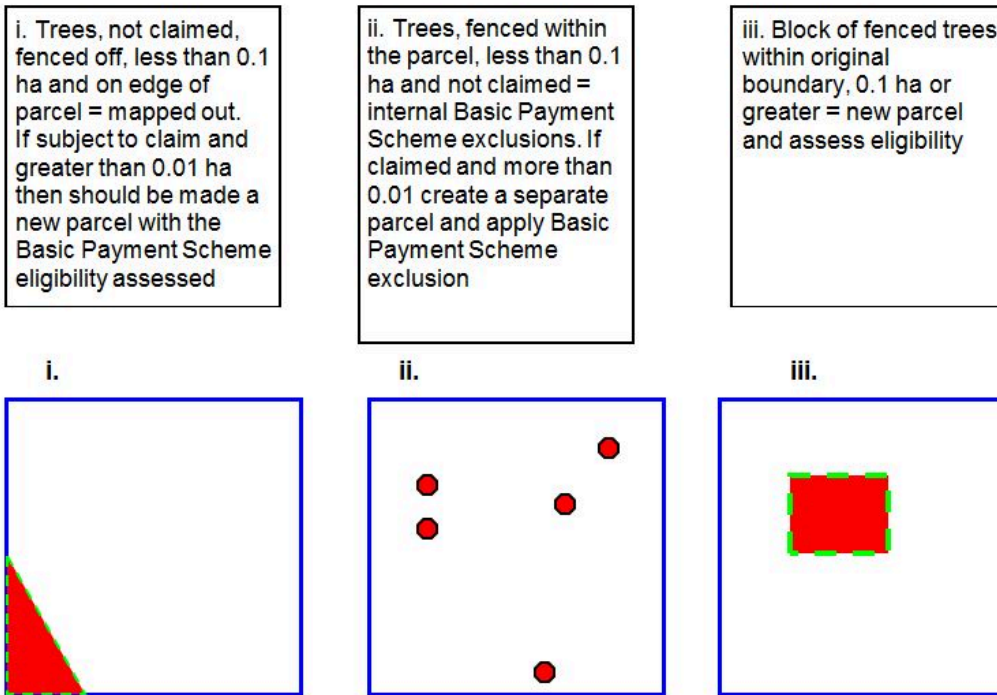 i. Trees, not claimed,
fenced off, less than 0.1
ha and on edge of
parcel = mapped out.
If subject to claim and
greater than 0.01 ha
then should be made a
new parcel with the
Basic Payment Scheme
eligibility assessed
ii. Trees, fenced within
the parcel, less than 0.1
ha and not claimed =
internal Basic Payment
Scheme exclusions. If
claimed and more than
0.01 create a separate
parcel and apply Basic
Payment Scheme
exclusion
iii. Block of fenced trees
within original
boundary, 0.1 ha or
greater = new parcel
and assess eligibility
i.
ii.
iii.